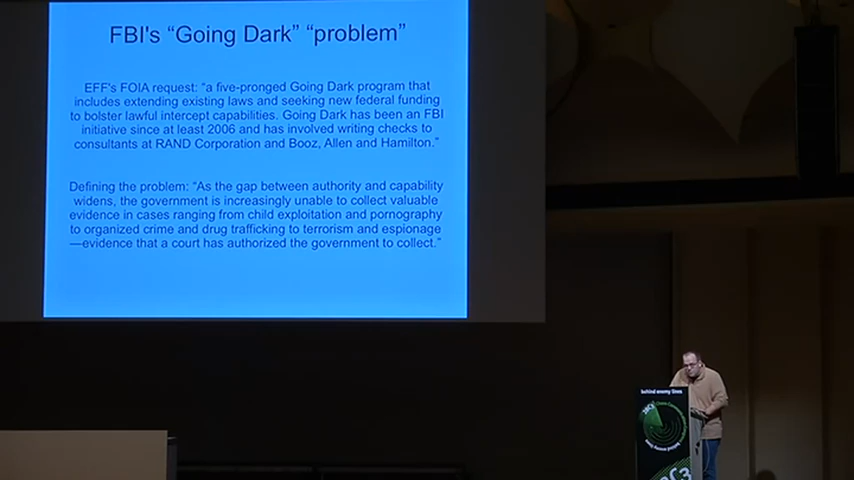 FBI's “Going Dark” “problem”
EFF's FOIA request: “a five-pronged Going Dark program that
includes extending existing laws and seeking new federal funding
to bolster lawful intercept capabilities. Going Dark has been an FBI
initiative since at least 2006 and has involved writing checks to
consultants at RAND Corporation and Booz, Allen and Hamilton.”
Defining the problem: “As the gap between authority and capability
widens, the government is increasingly unable to collect valuable
evidence in cases ranging from child exploitation and pornography
to organized crime and drug trafficking to terrorism and espionage
—evidence that a court has authorized the government to collect.”
behind enemy lines